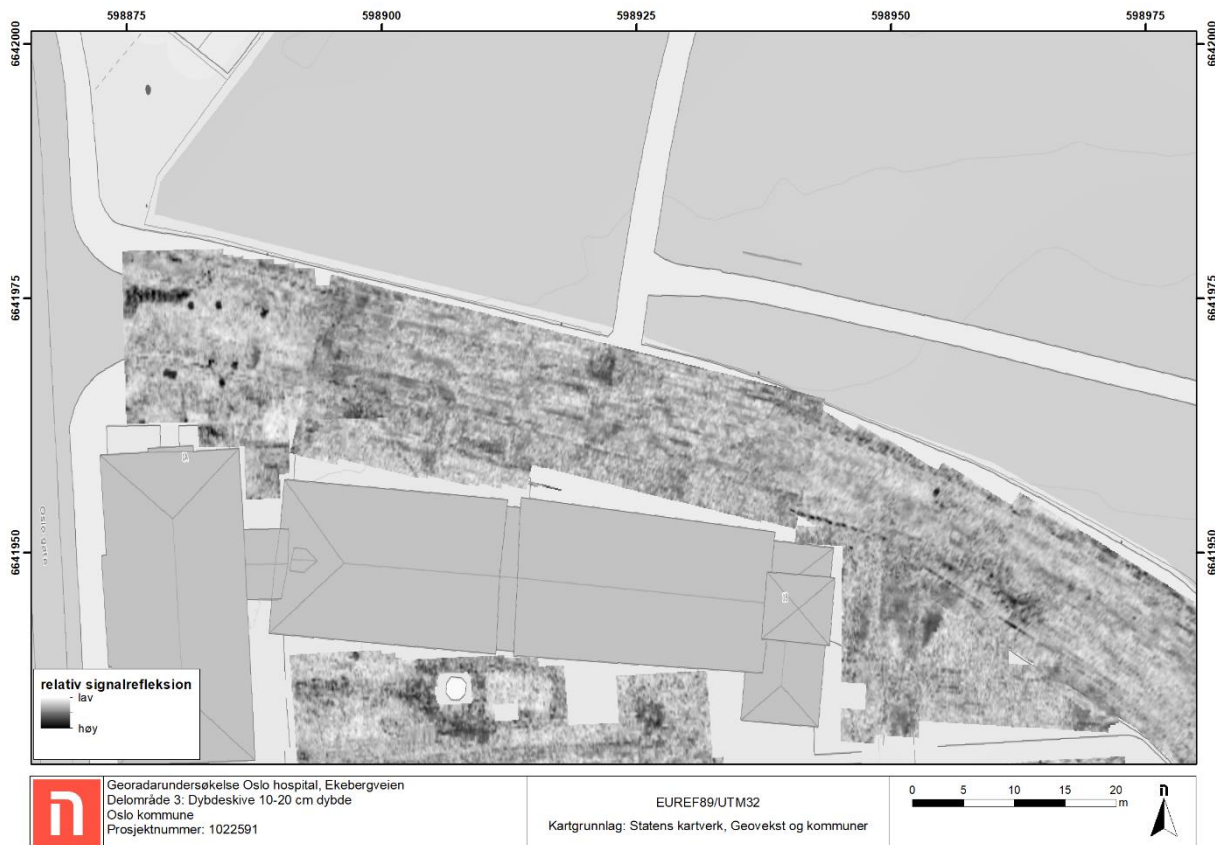 598875
598900
598925
598950
598975
6642000
6642000
6641975
6641975
6641950
6641950
Oslo gate
relativ signalrefleksion
lav
høy
Georadarundersøkelse Oslo hospital, Ekebergveien
Delområde 3: Dybdeskive 10-20 cm dybde
Oslo kommune
Prosjektnummer: 1022591
EUREF89/UTM32
Kartgrunnlag: Statens kartverk, Geovekst og kommuner
0 5 10 15 20
m
n